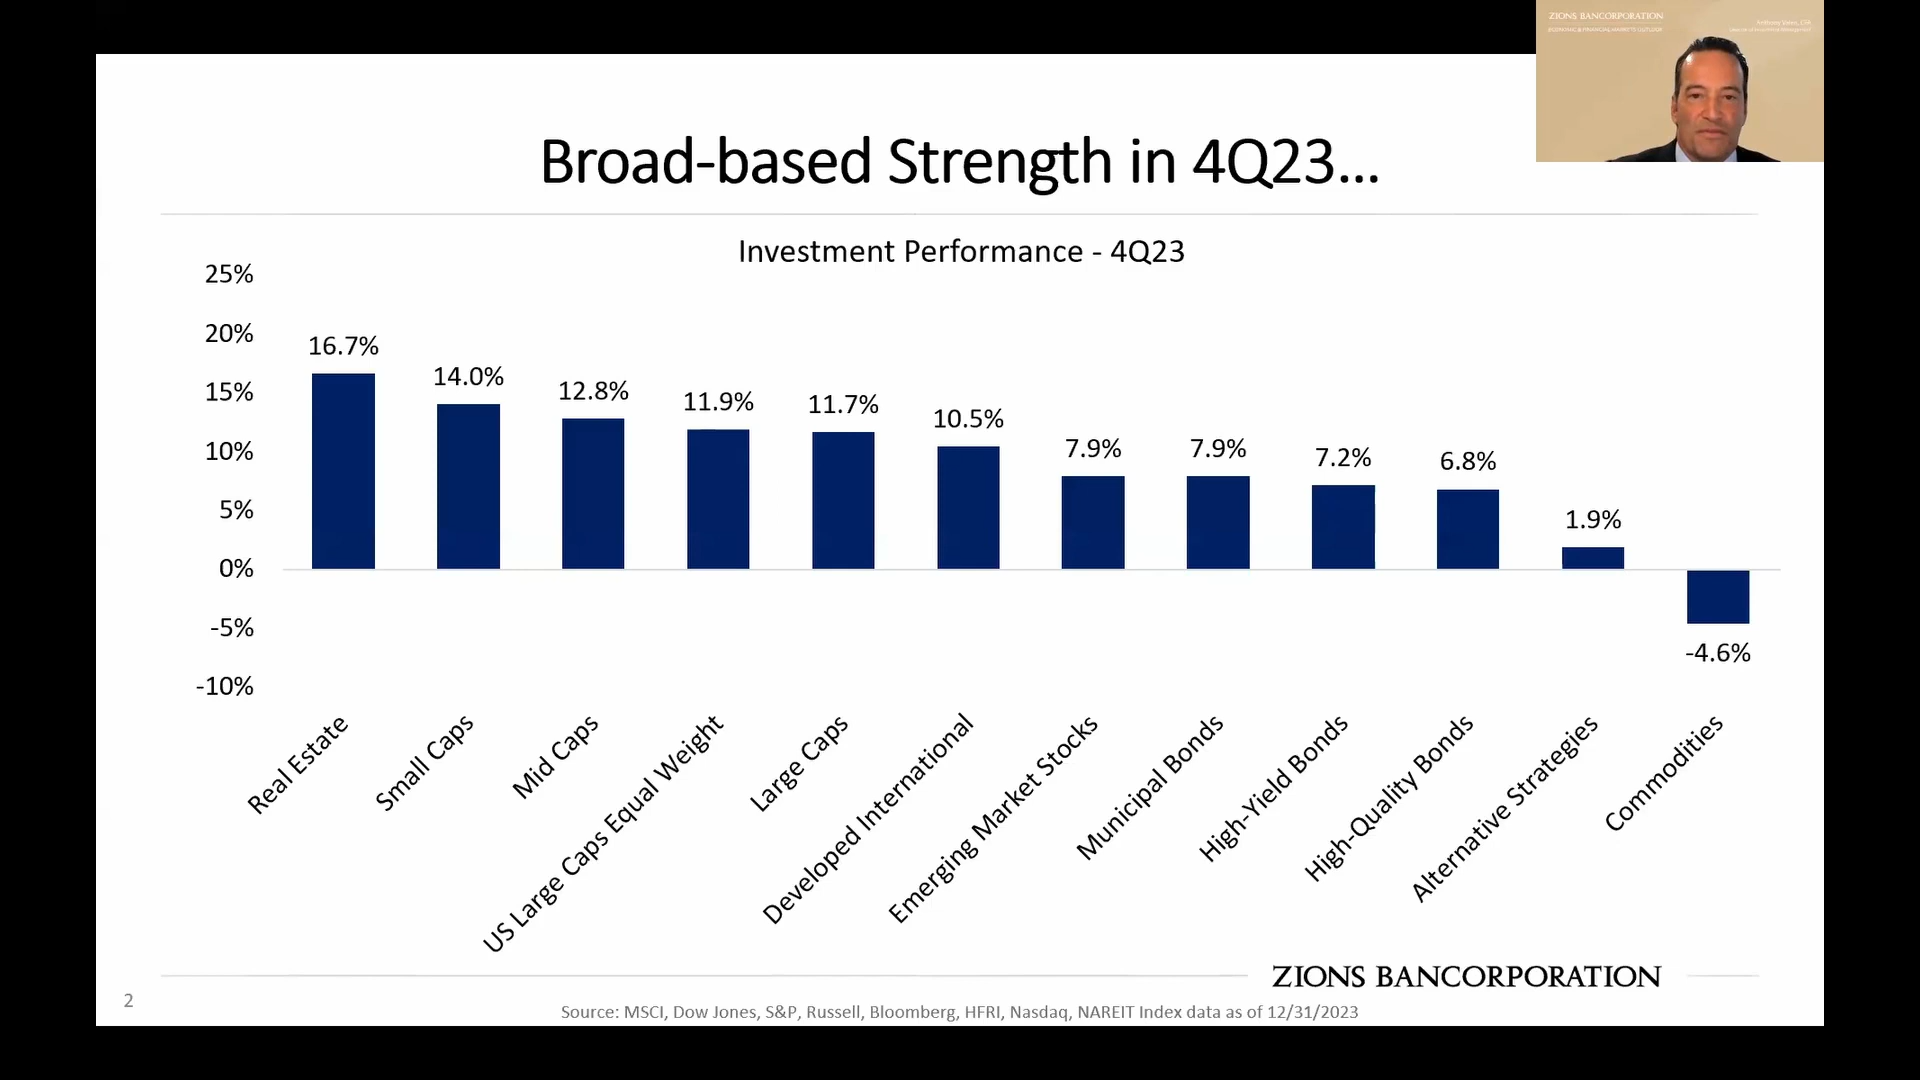 ZIONS BANCORPORATION
Broad-based Strength in 4Q23...
Investment Performance - 4Q23
25%
20%
15%
10%
5%
0%
-5%
-10%
16.7%
14.0%
12.8%
11.9%
11.7%
10.5%
7.9%
7.9%
7.2%
6.8%
1.9%
-4.6%
Real Estate
Small Caps
Mid Caps
US Large Caps Equal Weight
Large Caps
Developed International
Emerging Market Stocks
Municipal Bonds
High-Yield Bonds
High-Quality Bonds
Alternative Strategies
Commodities
ZIONS BANCORPORATION
2
Source: MSCI, Dow Jones, S&P, Russell, Bloomberg, HFRI, Nasdaq, NAREIT Index data as of 12/31/2023